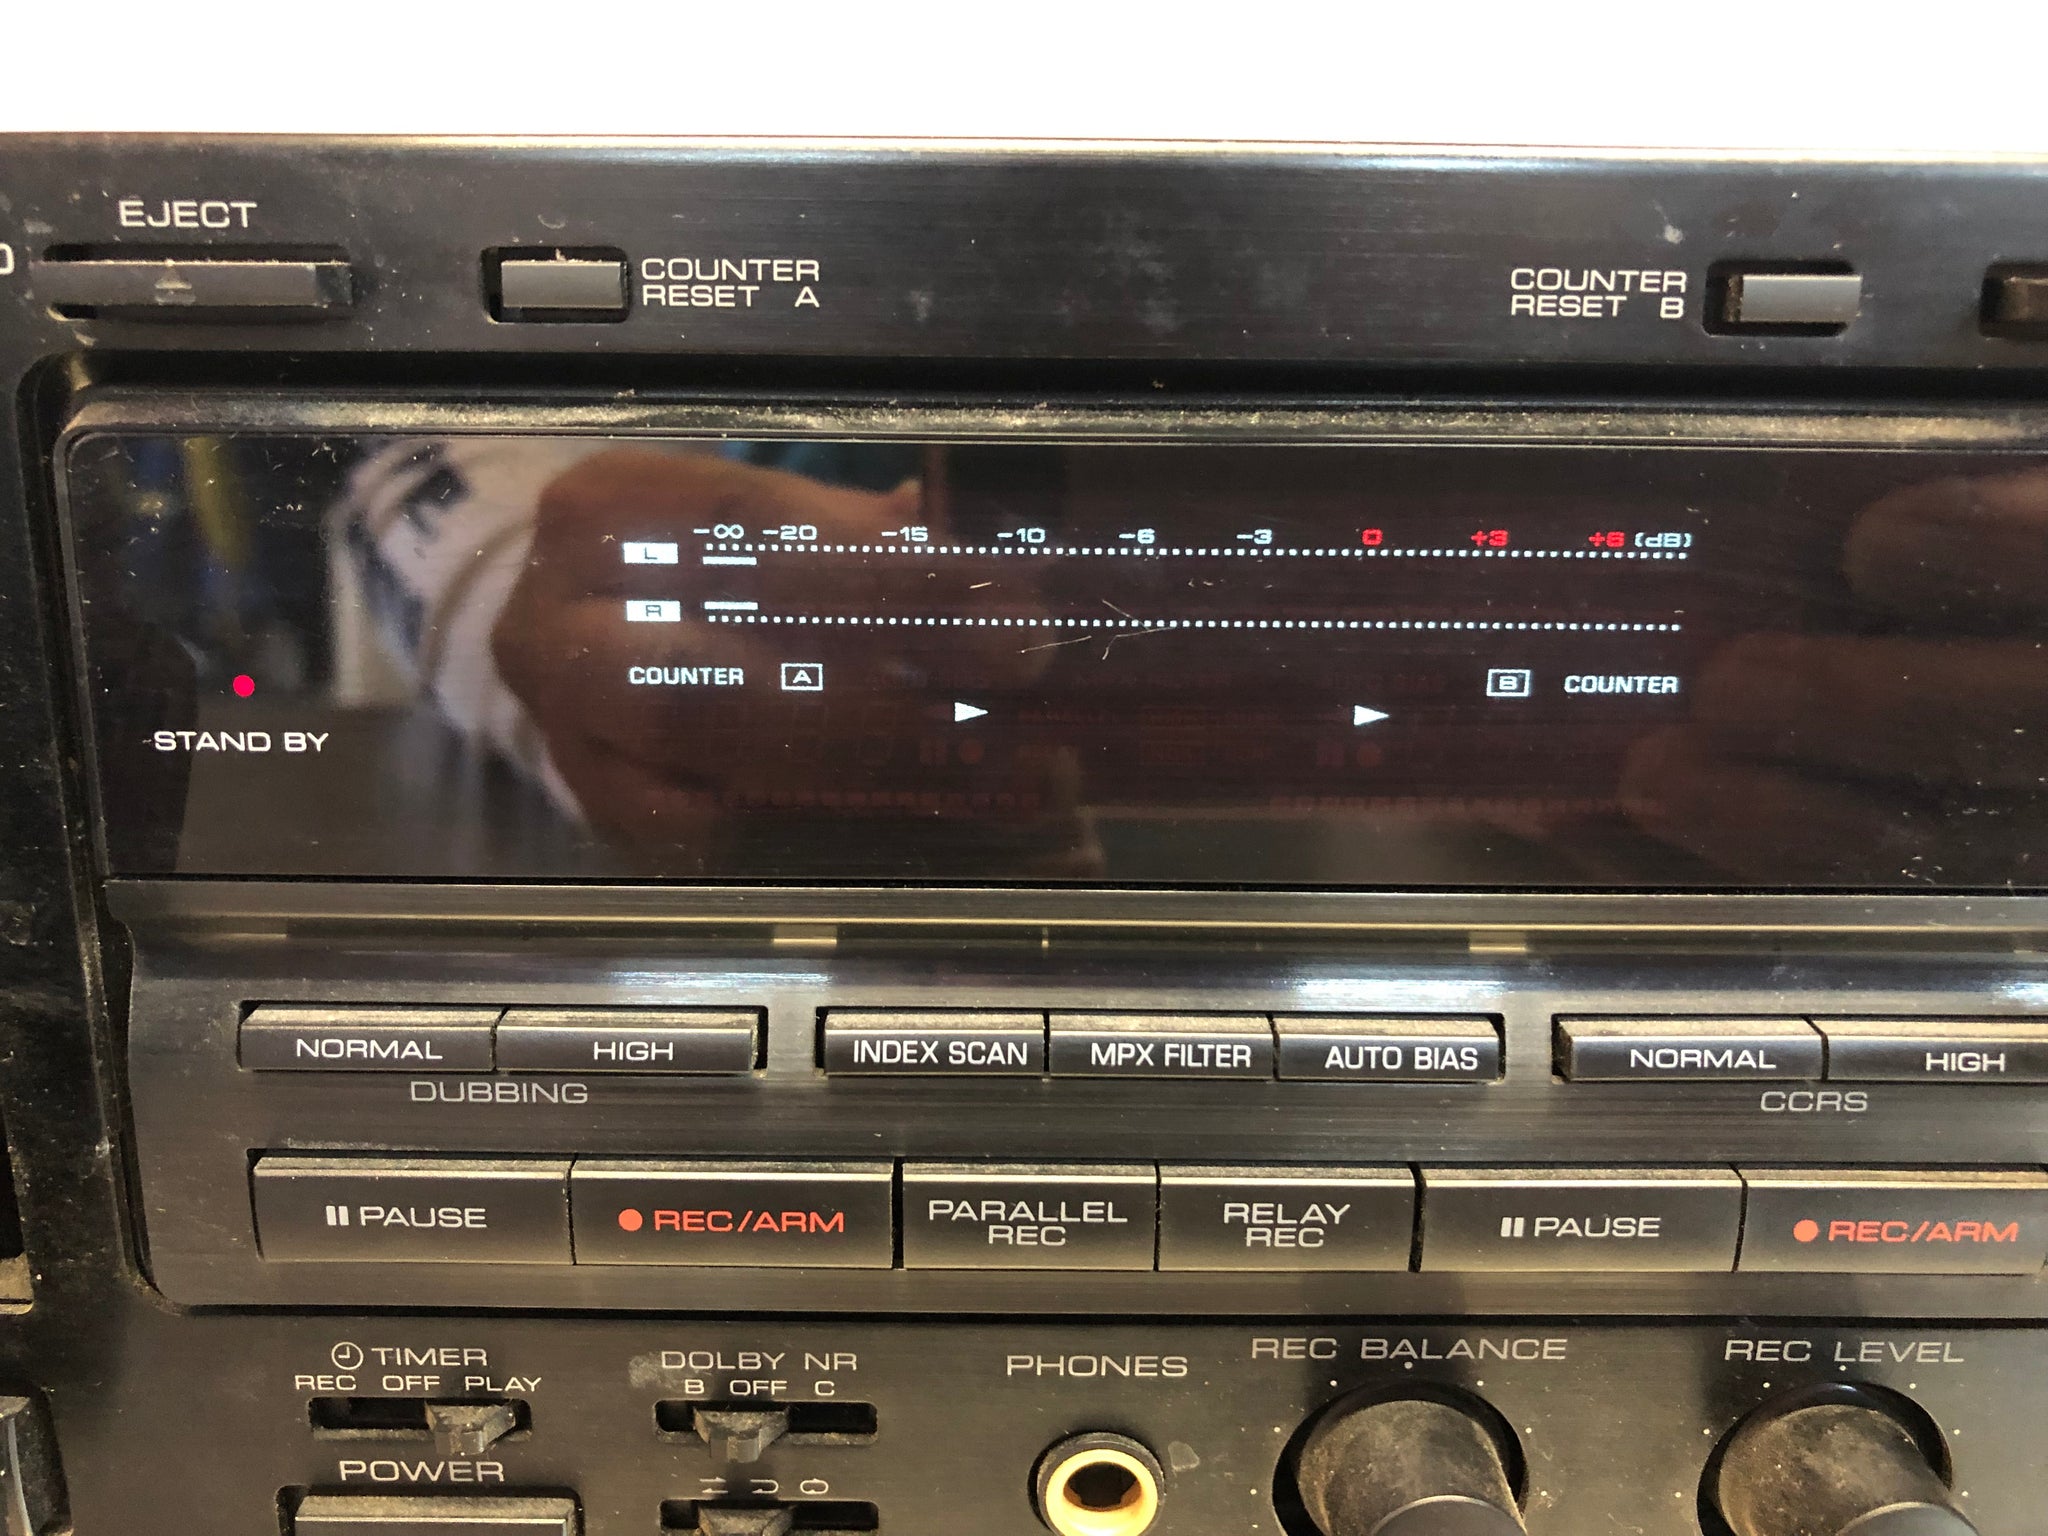 EJECT
COUNTER
RESET A
COUNTER
RESET B
-∞ -20 -15 -10 -6 -3 0 +3 +6 (dB)
L
R
COUNTER A
B COUNTER
STAND BY
NORMAL HIGH
DUBBING
INDEX SCAN MPX FILTER AUTO BIAS
NORMAL HIGH
CCRS
PAUSE
REC/ARM
PARALLEL
REC
RELAY
REC
PAUSE
REC/ARM
TIMER
REC OFF PLAY
POWER
DOLBY NR
B OFF C
PHONES
REC BALANCE
REC LEVEL